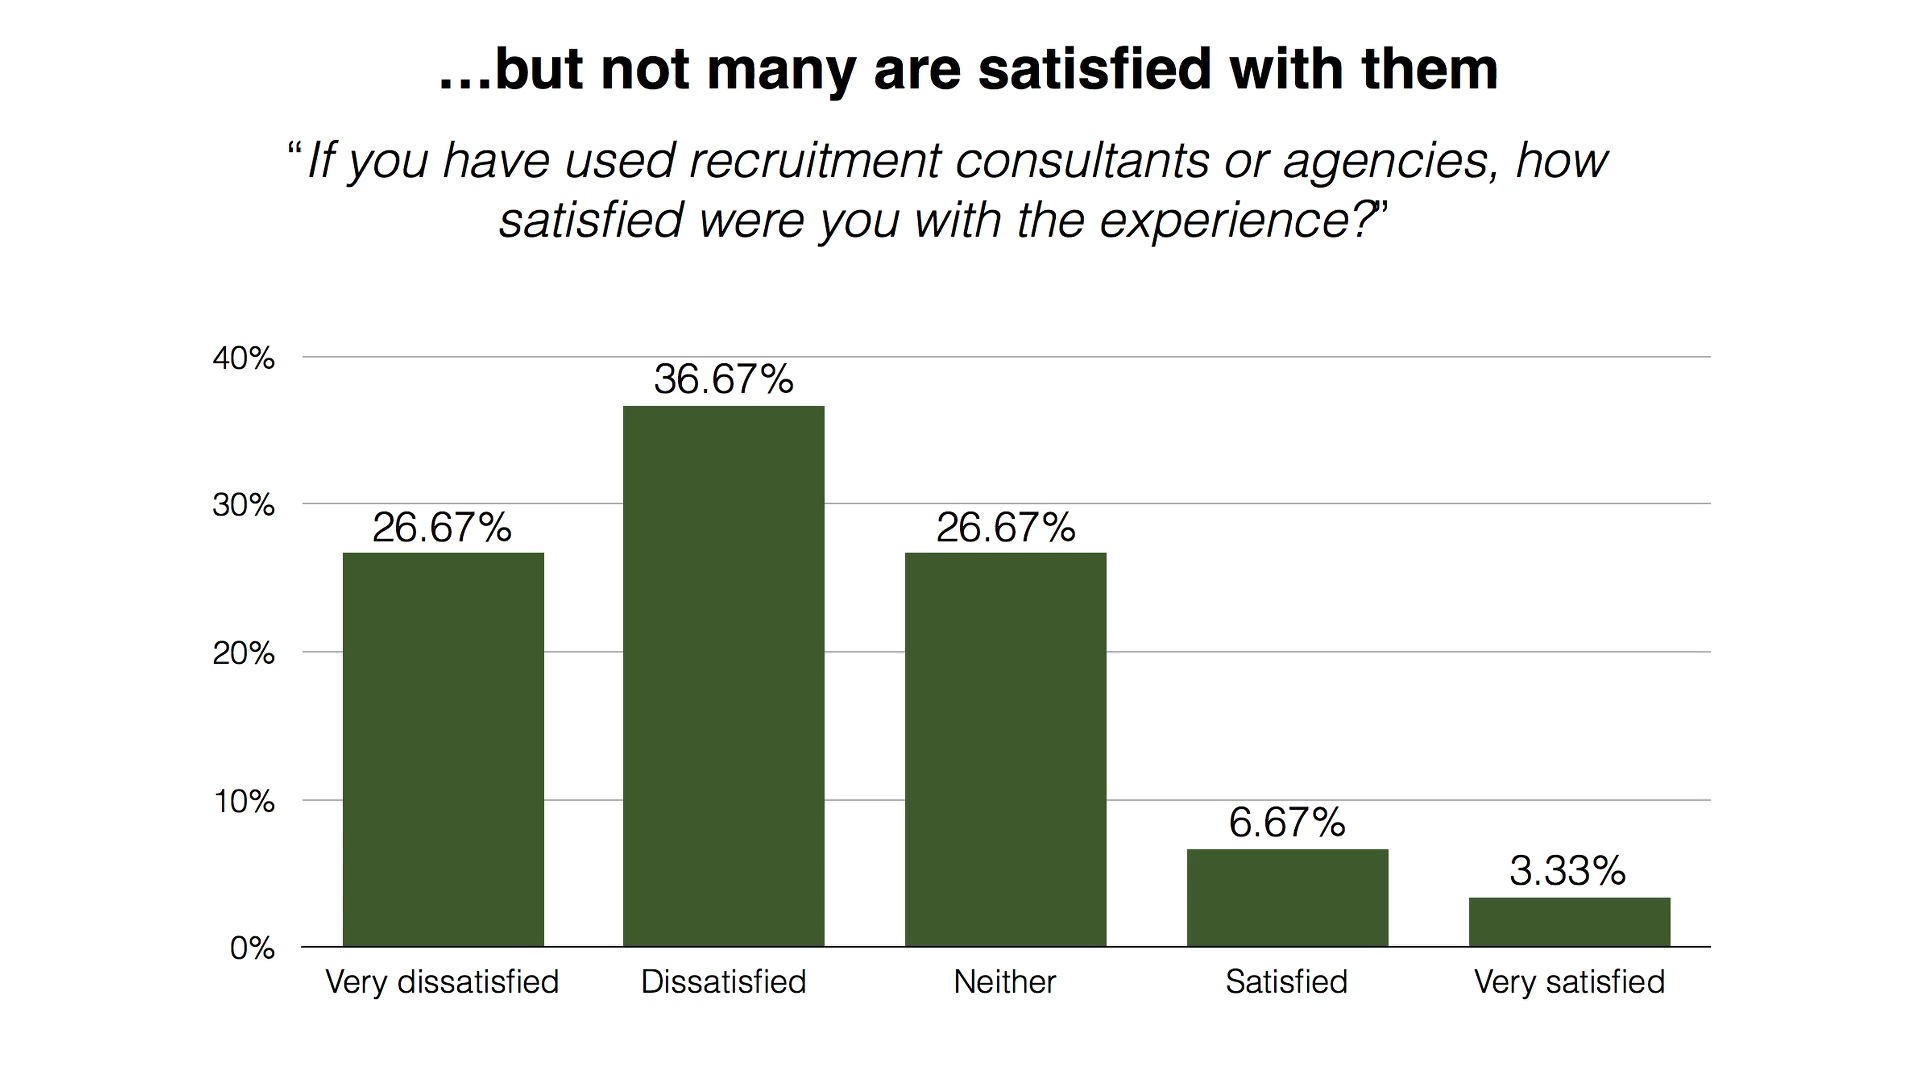 …but not many are satisfied with them
“If you have used recruitment consultants or agencies, how
satisfied were you with the experience?”
40%
36.67%
30%
26.67%
26.67%
20%
10%
6.67%
3.33%
0%
Very dissatisfied
Dissatisfied
Neither
Satisfied
Very satisfied